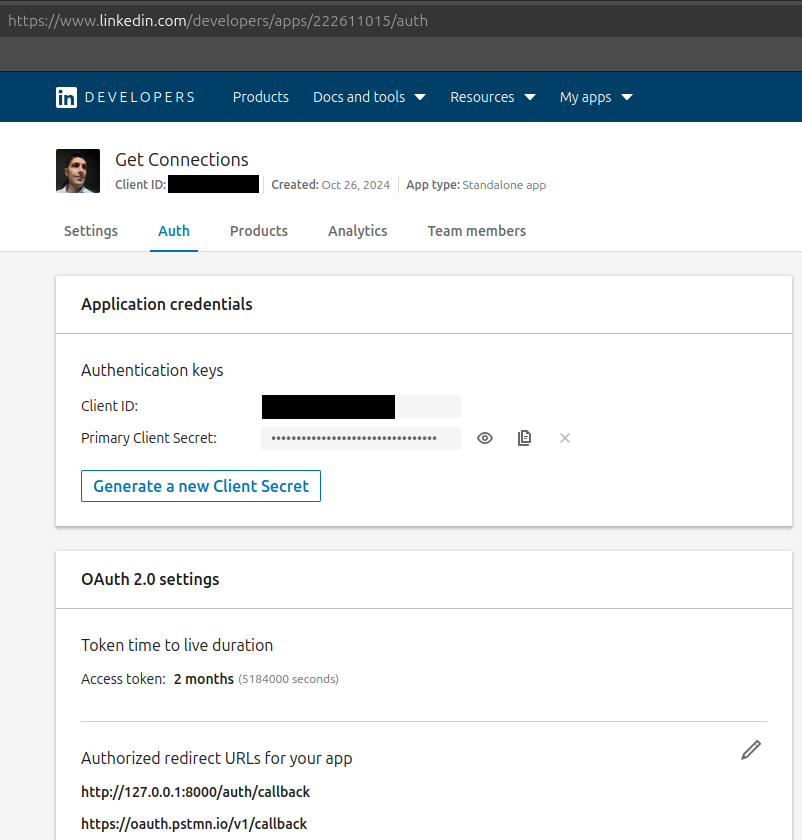 https://www.linkedin.com/developers/apps/222611015/auth
in DEVELOPERS Products Docs and tools Resources My apps
Get Connections
Client ID: Created: Oct 26, 2024 App type: Standalone app
Settings Auth Products Analytics Team members
Application credentials
Authentication keys
Client ID:
Primary Client Secret: ••••••••••••••••••••••••••••••••
Generate a new Client Secret
OAuth 2.0 settings
Token time to live duration
Access token: 2 months (5184000 seconds)
Authorized redirect URLs for your app
http://127.0.0.1:8000/auth/callback
https://oauth.pstmn.io/v1/callback